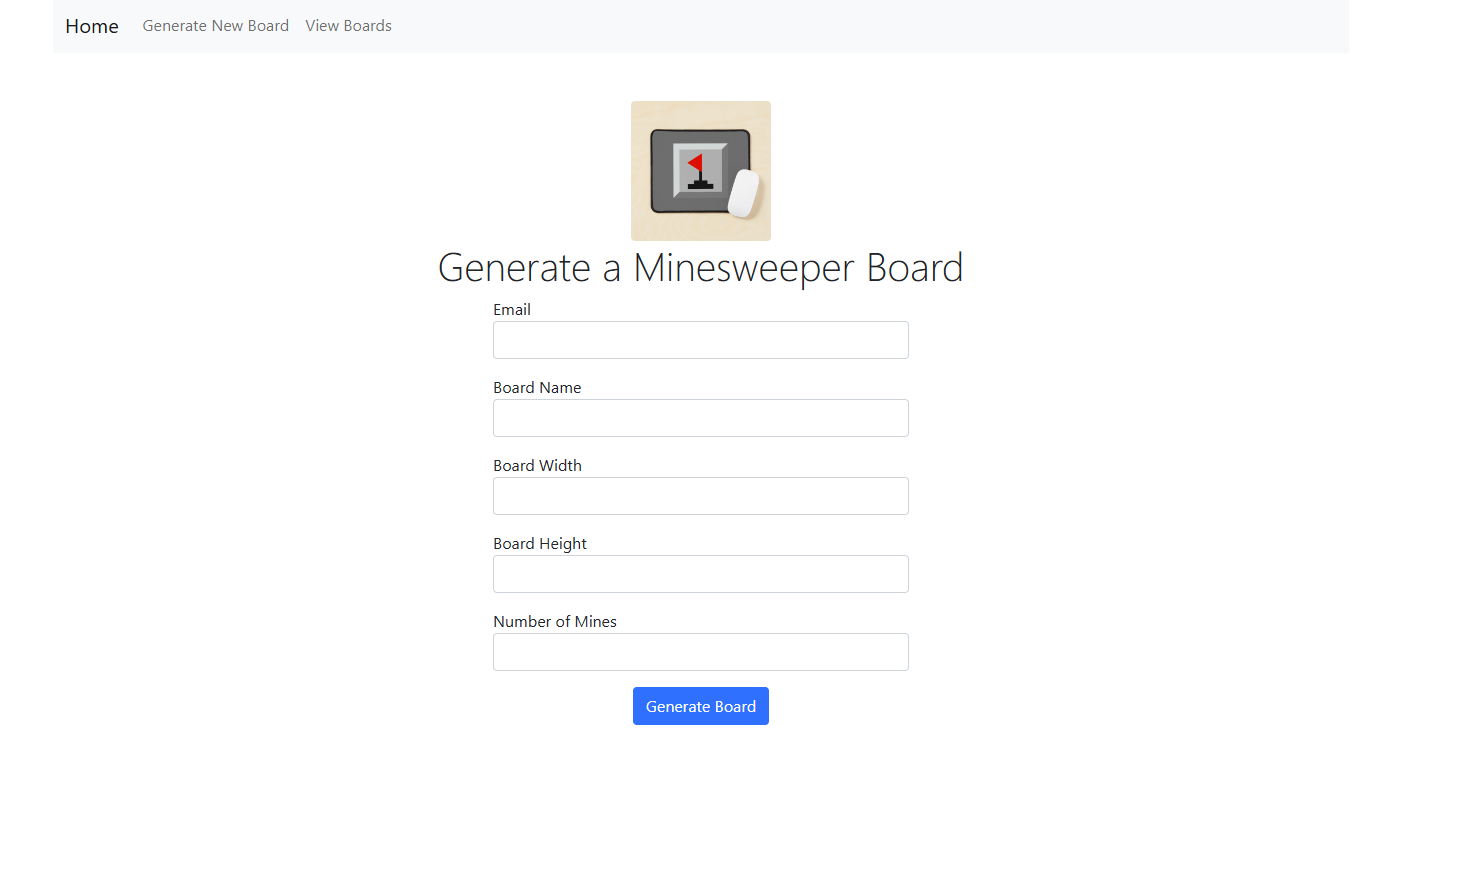 Home Generate New Board View Boards
Generate a Minesweeper Board
Email
Board Name
Board Width
Board Height
Number of Mines
Generate Board